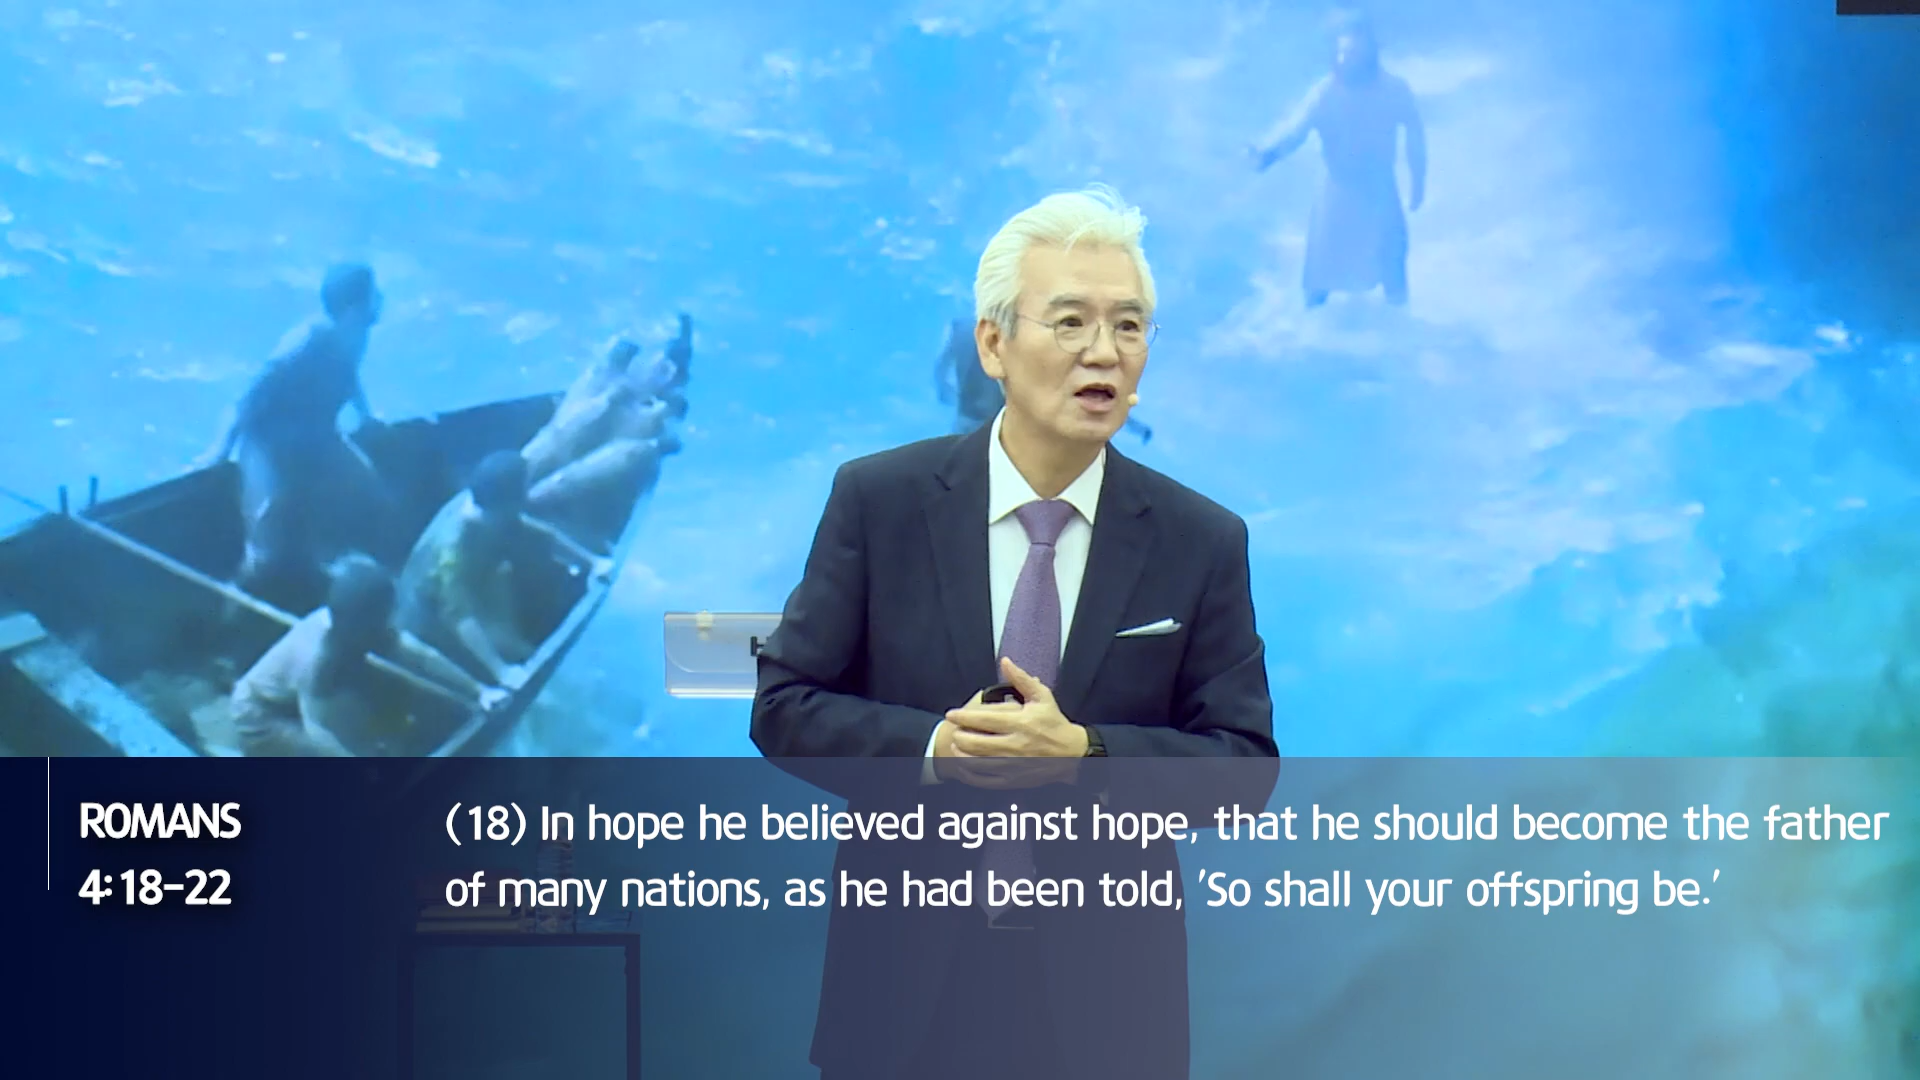 ROMANS
4:18-22
(18) In hope he believed against hope, that he should become the father
of many nations, as he had been told, 'So shall your offspring be.'